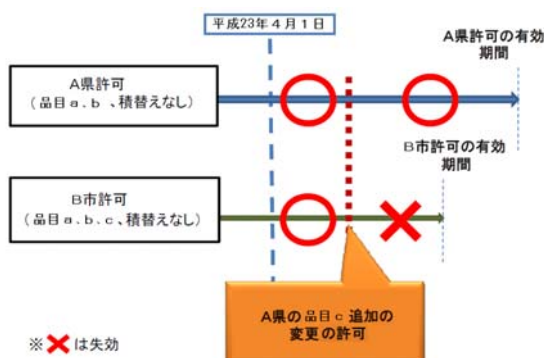 平成23年4月1日
A県許可の有効
期間
A県許可
(品目a.b、積替えなし)
B市許可の有効
期間
B市許可
(品目a.b.c、積替えなし)
A県の品目c追加の
変更の許可
※×は失効